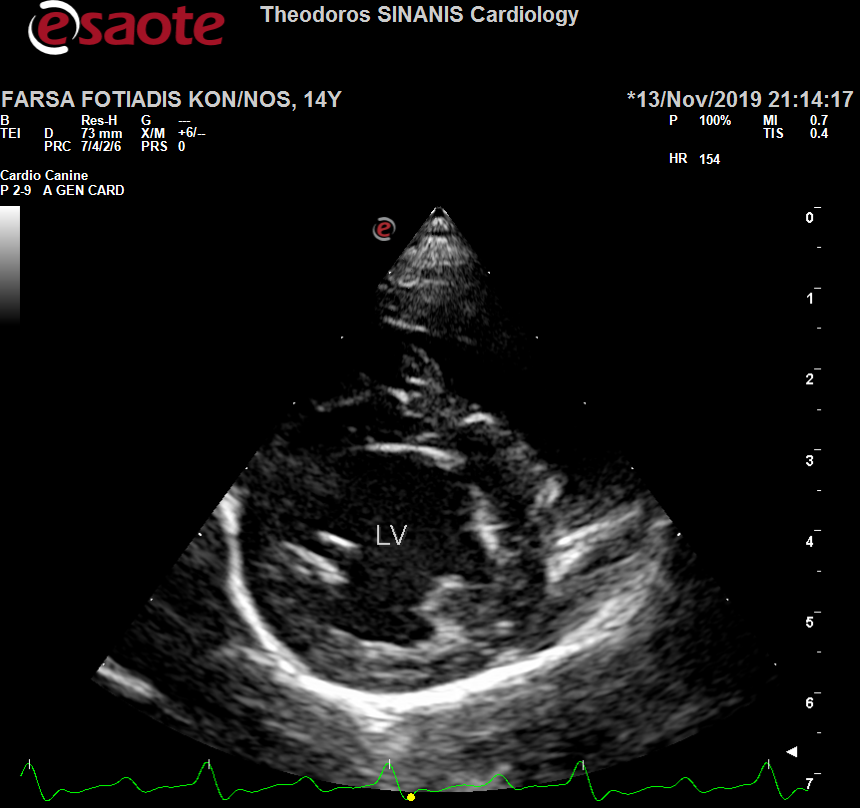 esaote
Theodoros SINANIS Cardiology
FARSA FOTIADIS KON/NOS, 14Y *13/Nov/2019 21:14:17
B Res-H G --- P 100% MI 0.7
TEI D 73 mm X/M +6/-- TIS 0.4
PRC 7/4/2/6 PRS 0
HR 154
Cardio Canine
P 2-9 A GEN CARD
e
0
1
2
3
LV
4
5
6
7